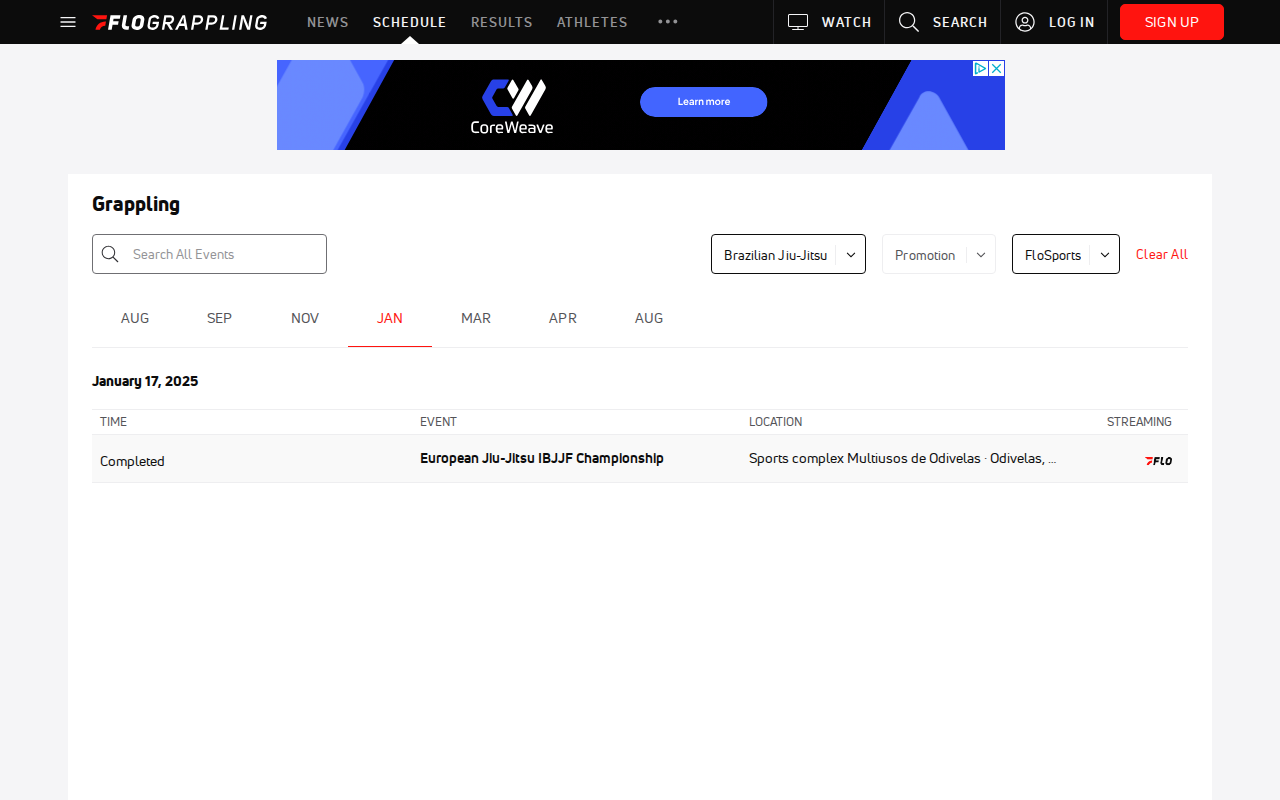 FLOGRAPPLING NEWS SCHEDULE RESULTS ATHLETES ••• WATCH SEARCH LOG IN SIGN UP
CoreWeave Learn more
Grappling
Search All Events Brazilian Jiu-Jitsu Promotion FloSports Clear All
AUG SEP NOV JAN MAR APR AUG
January 17, 2025
TIME EVENT LOCATION STREAMING
Completed European Jiu-Jitsu IBJJF Championship Sports complex Multiusos de Odivelas · Odivelas, ... FLO